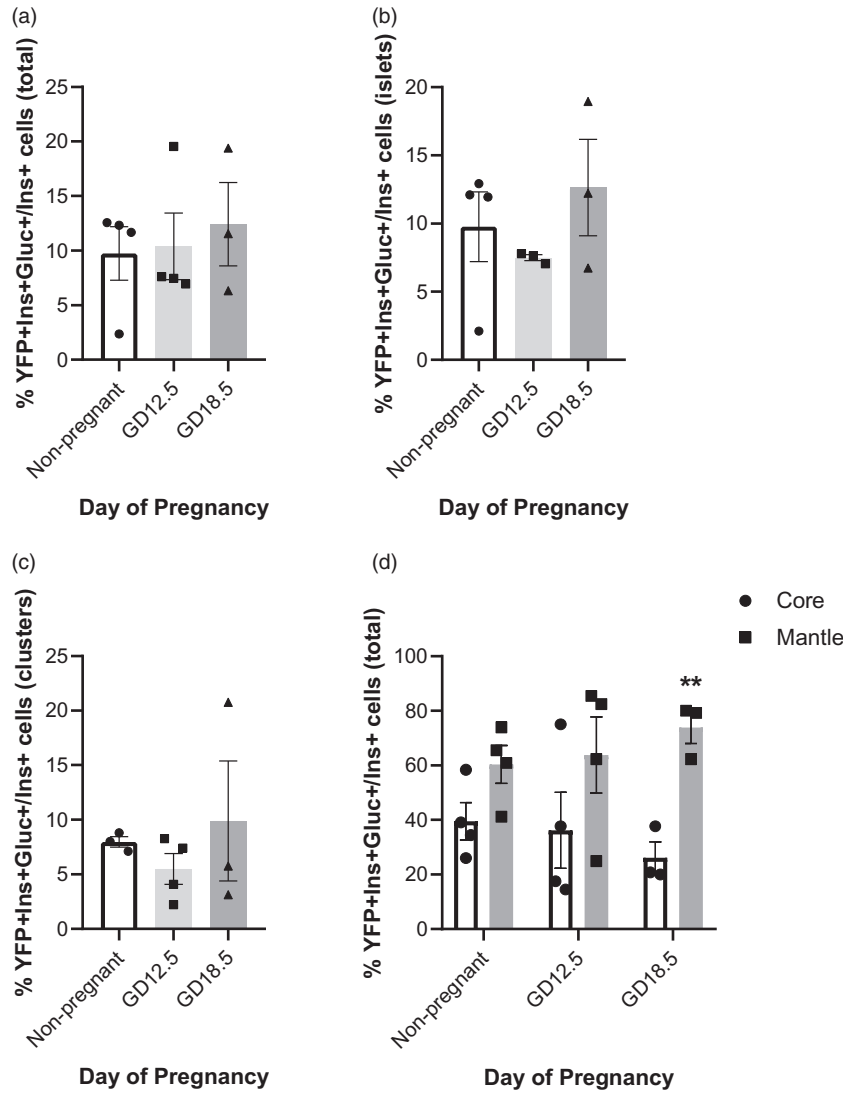 (a)
% YFP+Ins+Gluc+/Ins+ cells (total)
25
20
15
10
5
0
Non-pregnant
GD12.5
GD18.5
Day of Pregnancy
(b)
% YFP+Ins+Gluc+/Ins+ cells (islets)
20
15
10
5
0
Non-pregnant
GD12.5
GD18.5
Day of Pregnancy
(c)
% YFP+Ins+Gluc+/Ins+ cells (clusters)
25
20
15
10
5
0
Non-pregnant
GD12.5
GD18.5
Day of Pregnancy
(d)
% YFP+Ins+Gluc+/Ins+ cells (total)
100
80
60
40
20
0
**
Non-pregnant
GD12.5
GD18.5
Day of Pregnancy
Core
Mantle